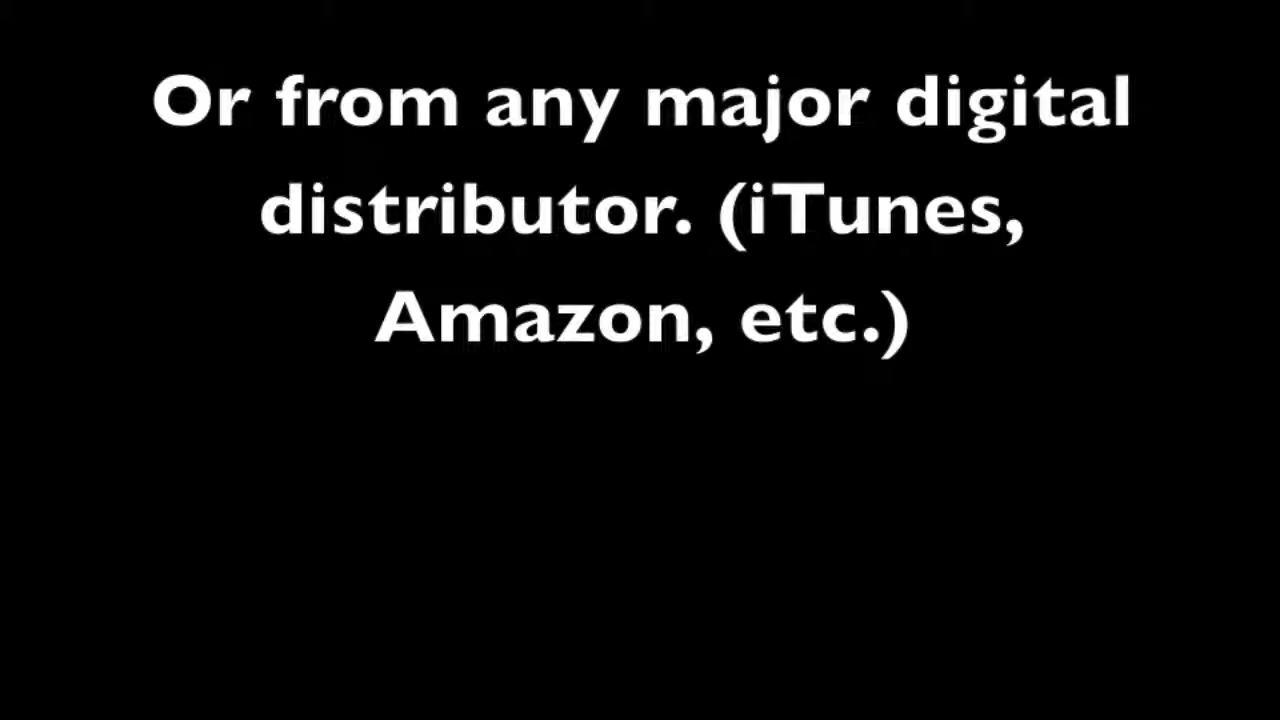 Or from any major digital
distributor. (iTunes,
Amazon, etc.)